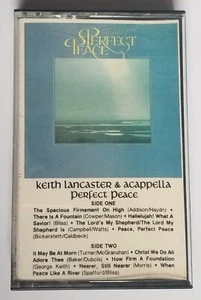 PERFECT
PEACE
keith lancaster & acappella
perfect peace
SIDE ONE
The Spacious Firmament On High (Addison/Haydn) •
There Is A Fountain (Cowper/Mason) • Hallelujah! What A
Savior! (Bliss) • The Lord's My Shepherd/The Lord My
Shepherd Is (Campbell/Watts) • Peace, Perfect Peace
(Bickersteth/Caldbeck)
SIDE TWO
It May Be At Morn (Turner/McGranahan) • Christ We Do All
Adore Thee (Baker/Dubois) • How Firm A Foundation
(George Keith) • Nearer, Still Nearer (Morris) • When
Peace Like A River (Spafford/Bliss)